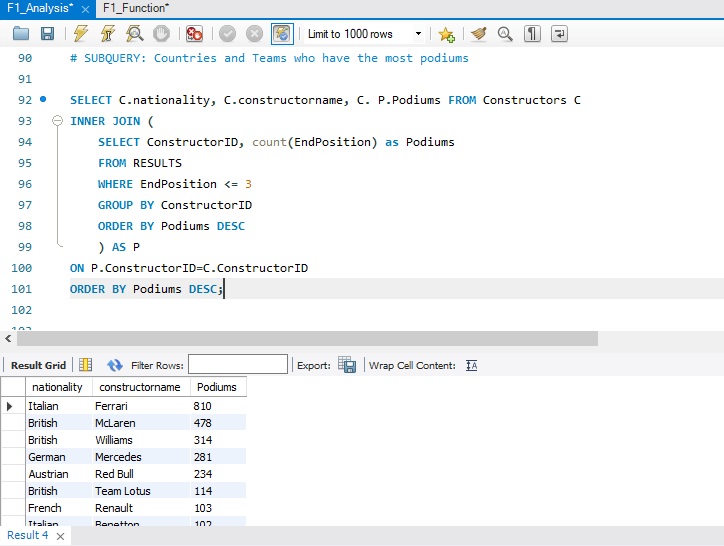 F1_Analysis* × F1_Function*
Limit to 1000 rows
90 # SUBQUERY: Countries and Teams who have the most podiums
91
92 SELECT C.nationality, C.constructorname, C. P.Podiums FROM Constructors C
93 INNER JOIN (
94 SELECT ConstructorID, count(EndPosition) as Podiums
95 FROM RESULTS
96 WHERE EndPosition <= 3
97 GROUP BY ConstructorID
98 ORDER BY Podiums DESC
99 ) AS P
100 ON P.ConstructorID=C.ConstructorID
101 ORDER BY Podiums DESC;
102
103
Result Grid Filter Rows: Export: Wrap Cell Content: IA
nationality constructorname Podiums
Italian Ferrari 810
British McLaren 478
British Williams 314
German Mercedes 281
Austrian Red Bull 234
British Team Lotus 114
French Renault 103
Italian Benetton 102
Result 4 ×